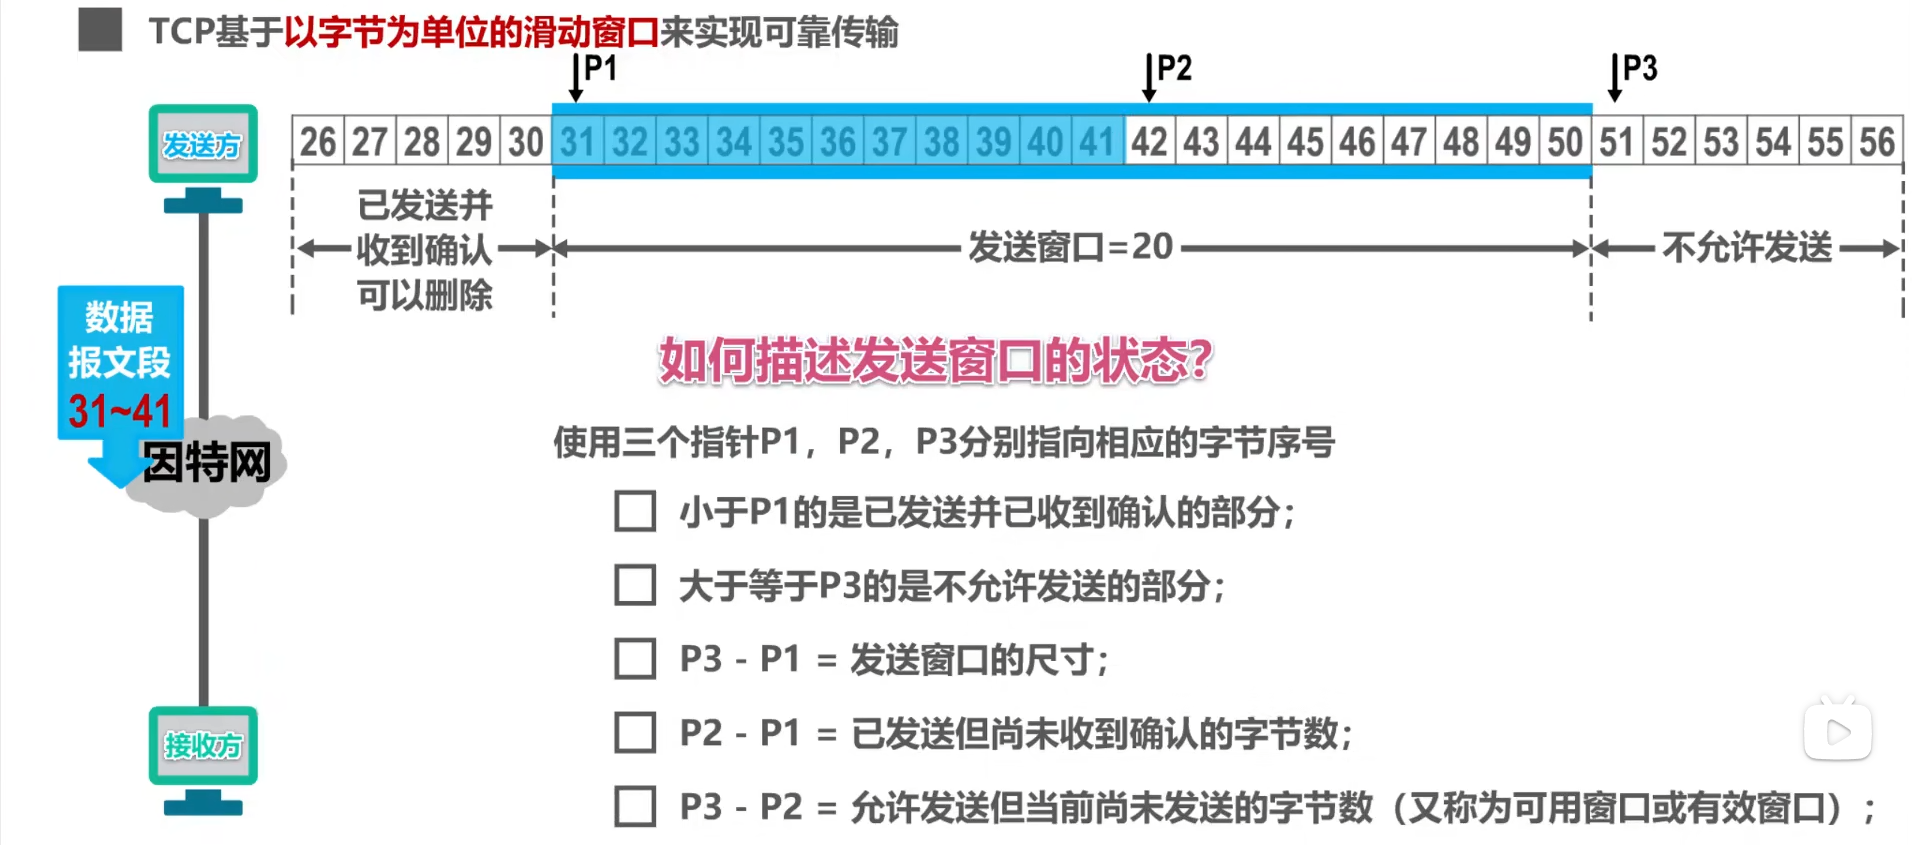 TCP基于以字节为单位的滑动窗口来实现可靠传输
P1
P2
P3
发送方
26 27 28 29 30 31 32 33 34 35 36 37 38 39 40 41 42 43 44 45 46 47 48 49 50 51 52 53 54 55 56
已发送并
收到确认
可以删除
发送窗口=20
不允许发送
数据
报文段
31~41
因特网
接收方
如何描述发送窗口的状态?
使用三个指针P1，P2，P3分别指向相应的字节序号
小于P1的是已发送并已收到确认的部分；
大于等于P3的是不允许发送的部分；
P3 - P1 = 发送窗口的尺寸；
P2 - P1 = 已发送但尚未收到确认的字节数；
P3 - P2 = 允许发送但当前尚未发送的字节数（又称为可用窗口或有效窗口）；